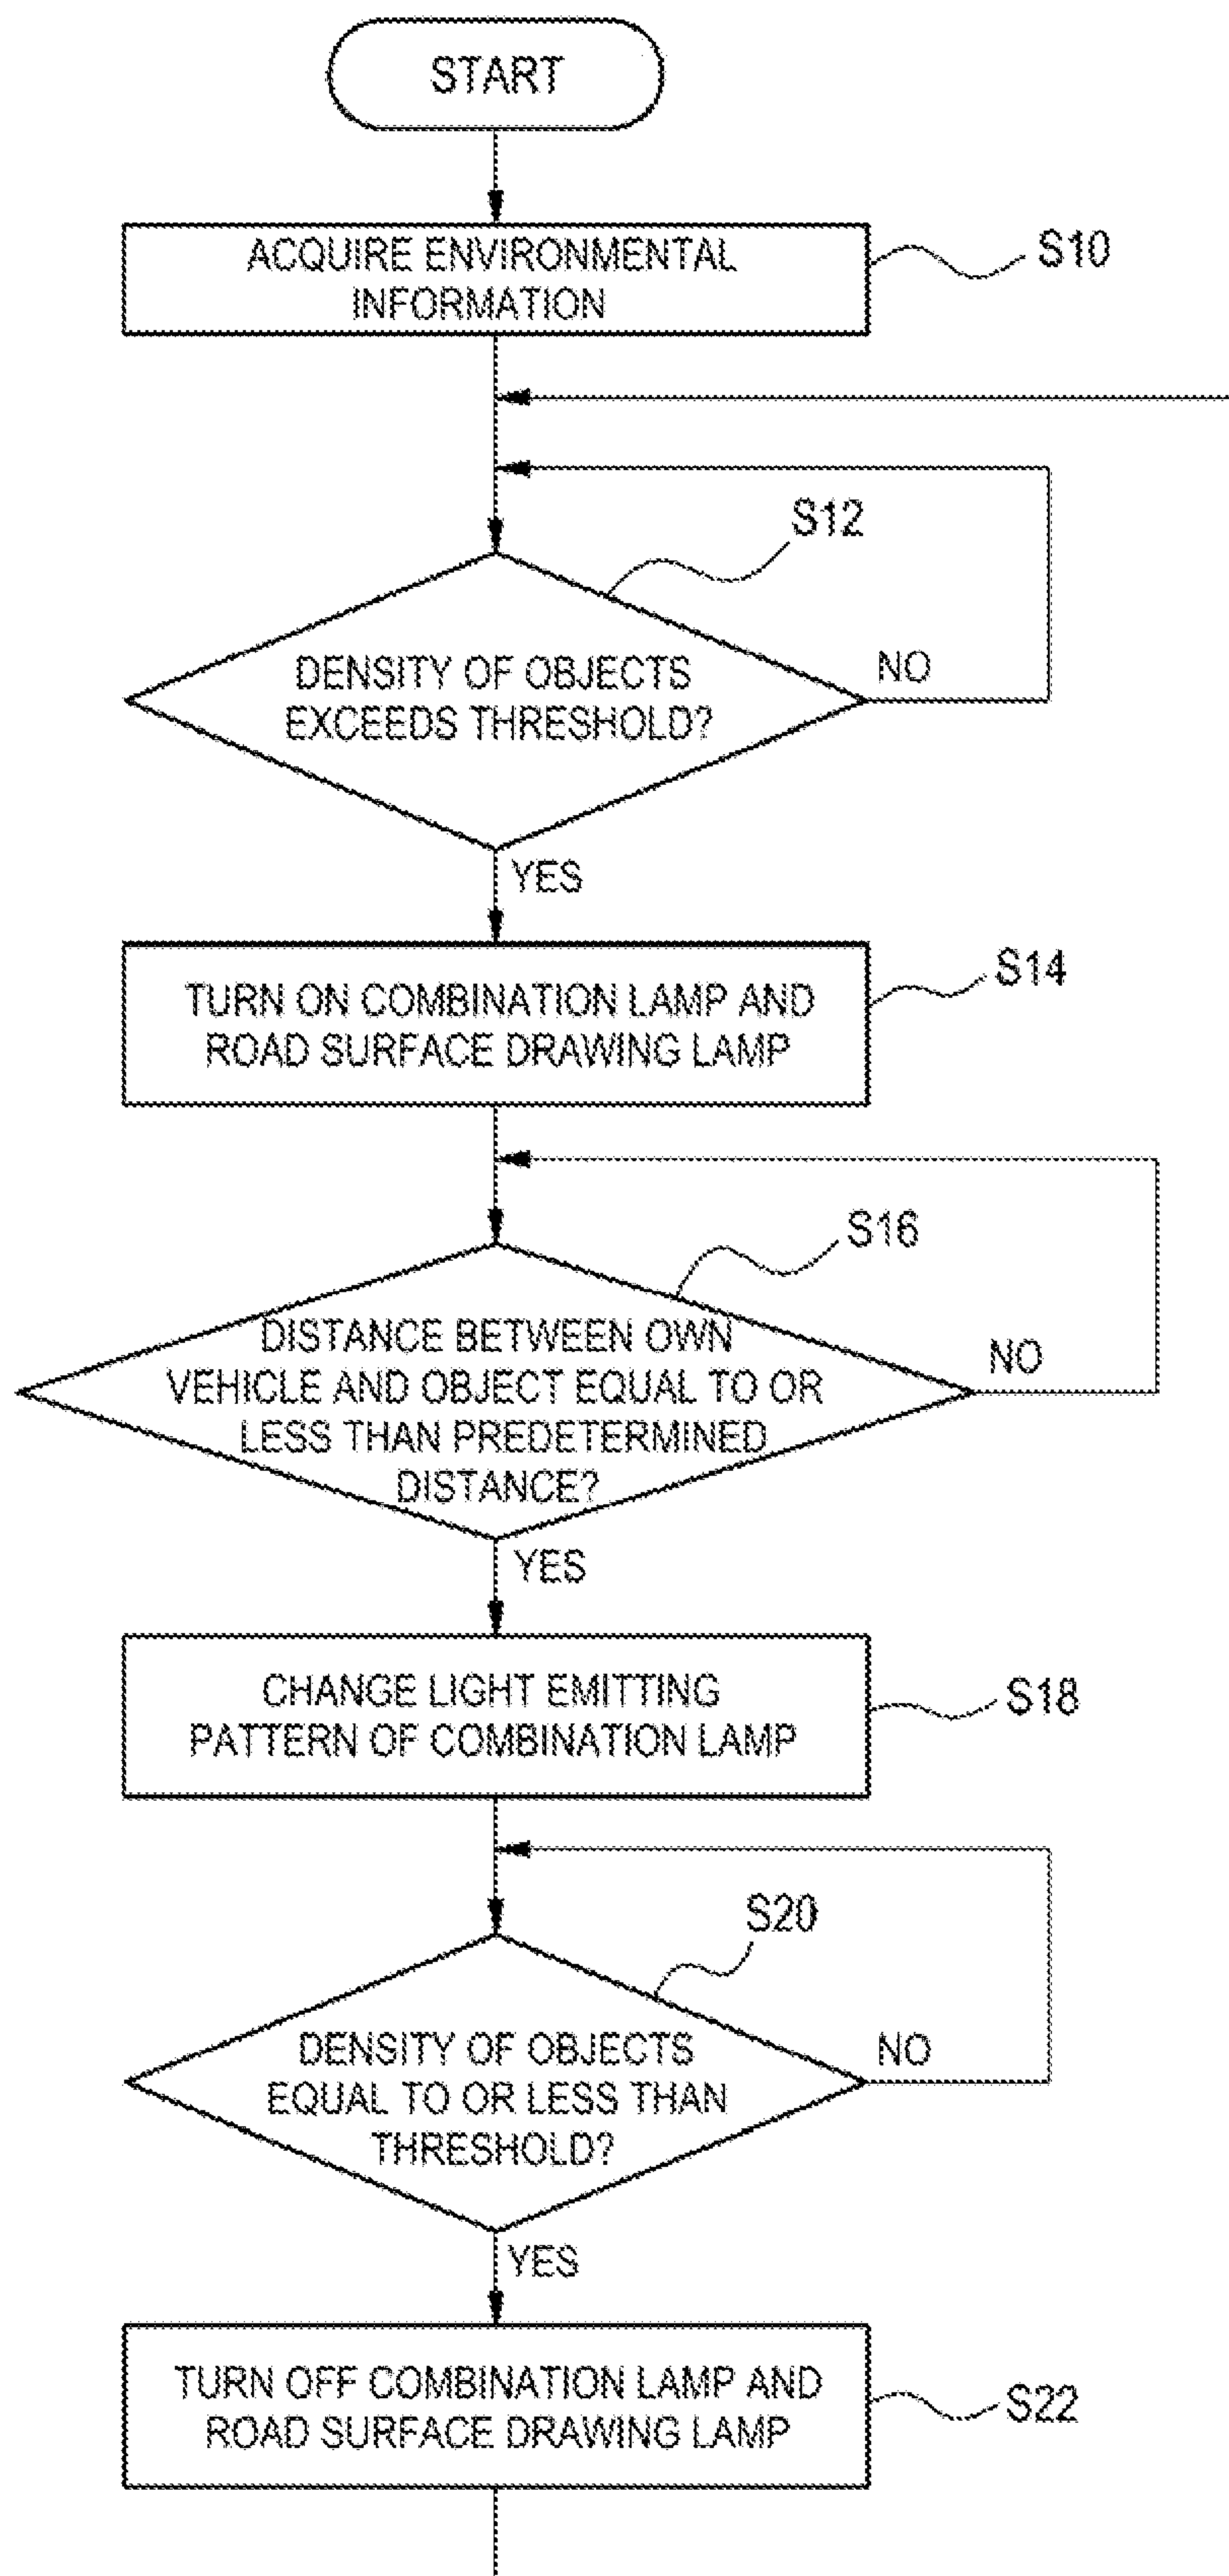 START
ACQUIRE ENVIRONMENTAL
INFORMATION
S10
S12
DENSITY OF OBJECTS
EXCEEDS THRESHOLD?
NO
YES
TURN ON COMBINATION LAMP AND
ROAD SURFACE DRAWING LAMP
S14
S16
DISTANCE BETWEEN OWN
VEHICLE AND OBJECT EQUAL TO OR
LESS THAN PREDETERMINED
DISTANCE?
NO
YES
CHANGE LIGHT EMITTING
PATTERN OF COMBINATION LAMP
S18
S20
DENSITY OF OBJECTS
EQUAL TO OR LESS THAN
THRESHOLD?
NO
YES
TURN OFF COMBINATION LAMP AND
ROAD SURFACE DRAWING LAMP
S22